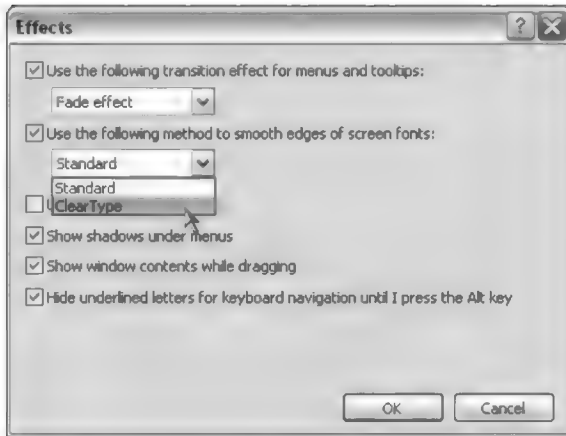 Effects
Use the following transition effect for menus and tooltips:
Fade effect
Use the following method to smooth edges of screen fonts:
Standard
Standard
ClearType
Show shadows under menus
Show window contents while dragging
Hide underlined letters for keyboard navigation until I press the Alt key
OK Cancel